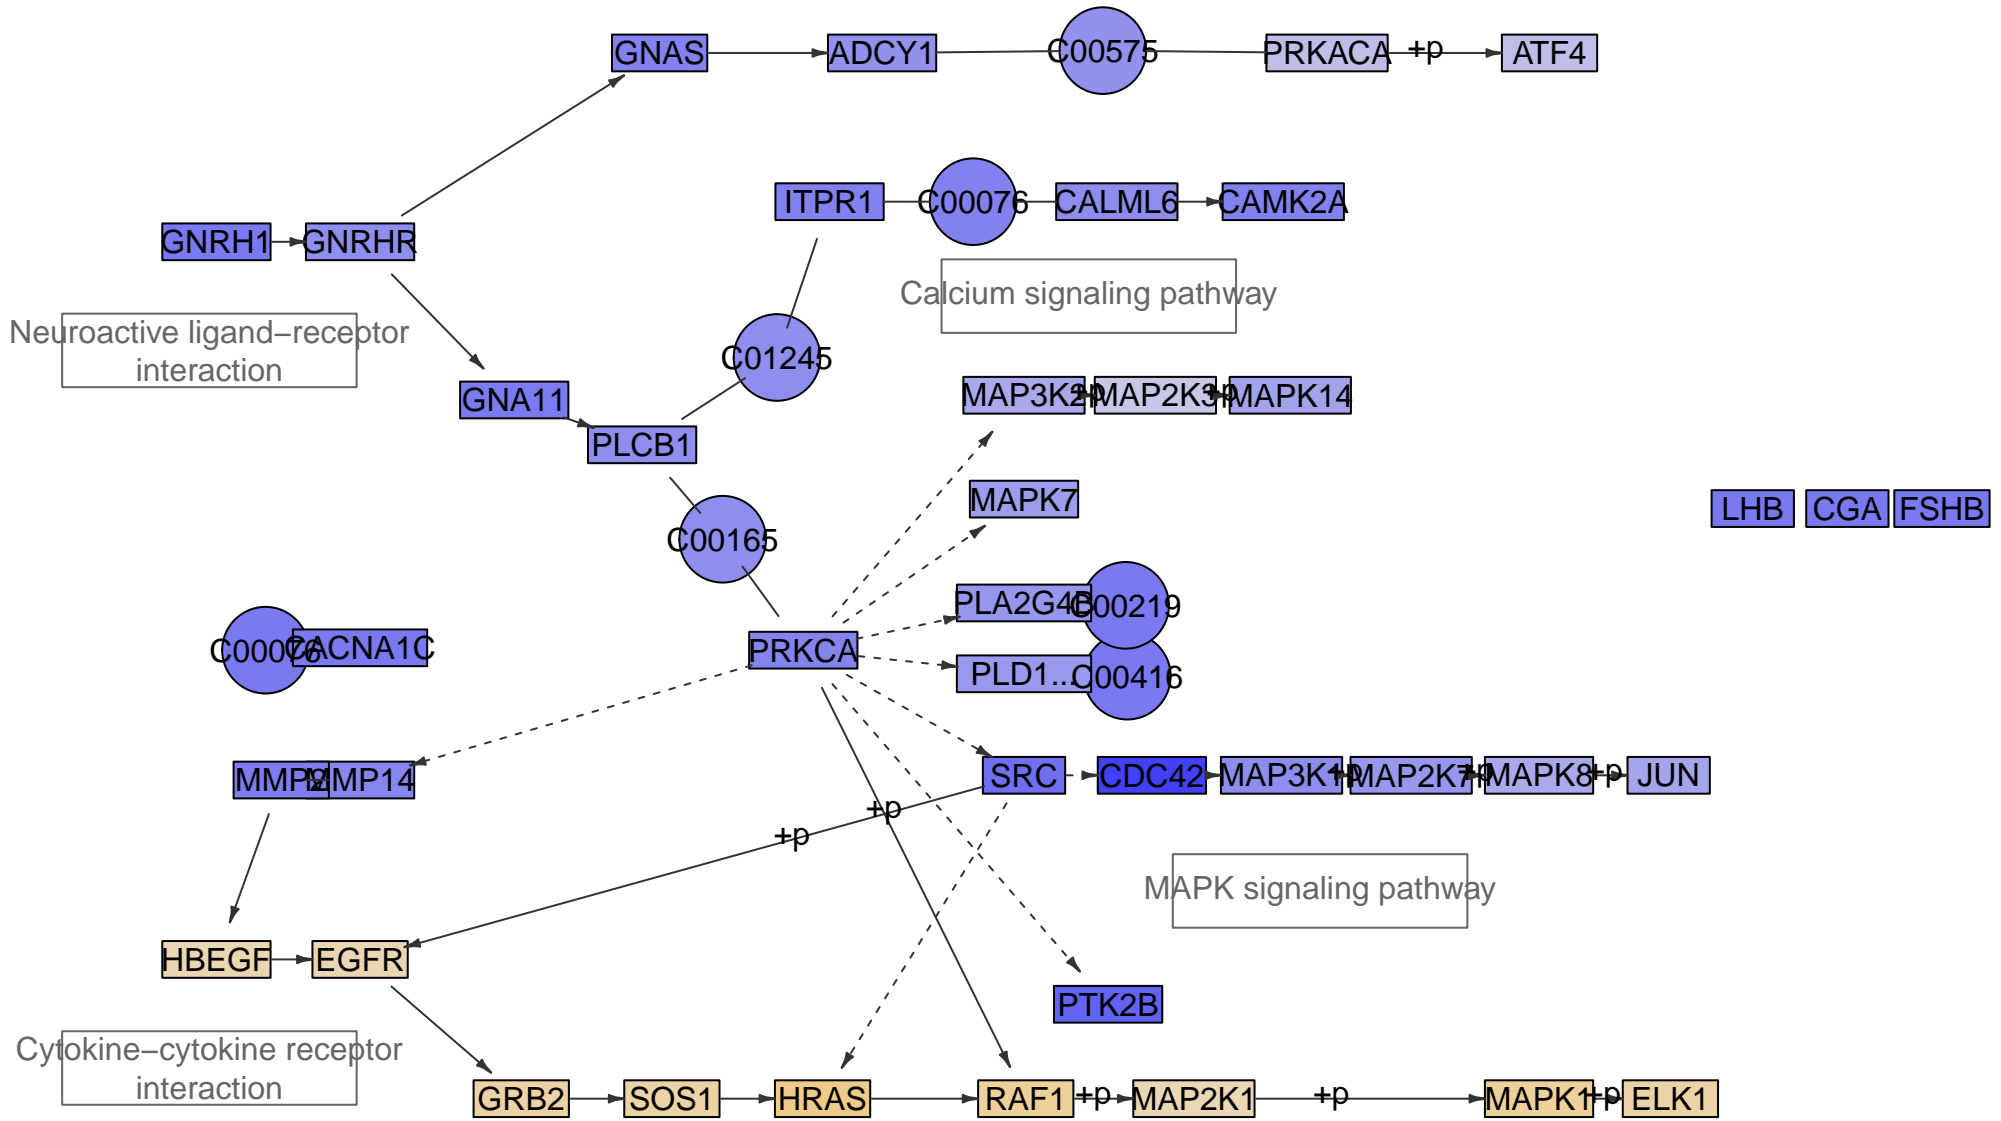 GNAS
ADCY1
C00575
PRKACA
+p
ATF4
ITPR1
C00076
CALML6
CAMK2A
GNRH1
GNRHR
Calcium signaling pathway
Neuroactive ligand–receptor
interaction
C01245
GNA11
PLCB1
MAP3K2
+p
MAP2K3
+p
MAPK14
MAPK7
LHB
CGA
FSHB
C00165
PLA2G4B
C00219
C00076
CACNA1C
PRKCA
PLD1...
C00416
MMP2
MMP14
SRC
CDC42
MAP3K1
+p
MAP2K7
+p
MAPK8
+p
JUN
+p
+p
MAPK signaling pathway
HBEGF
EGFR
PTK2B
Cytokine–cytokine receptor
interaction
GRB2
SOS1
HRAS
RAF1
+p
MAP2K1
+p
MAPK1
+p
ELK1